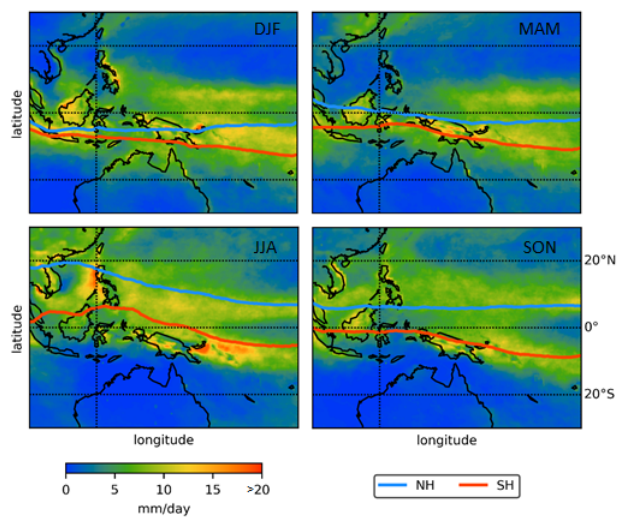 DJF
MAM
latitude
JJA
SON
20°N
0°
20°S
latitude
longitude
longitude
0 5 10 15 >20
mm/day
NH SH